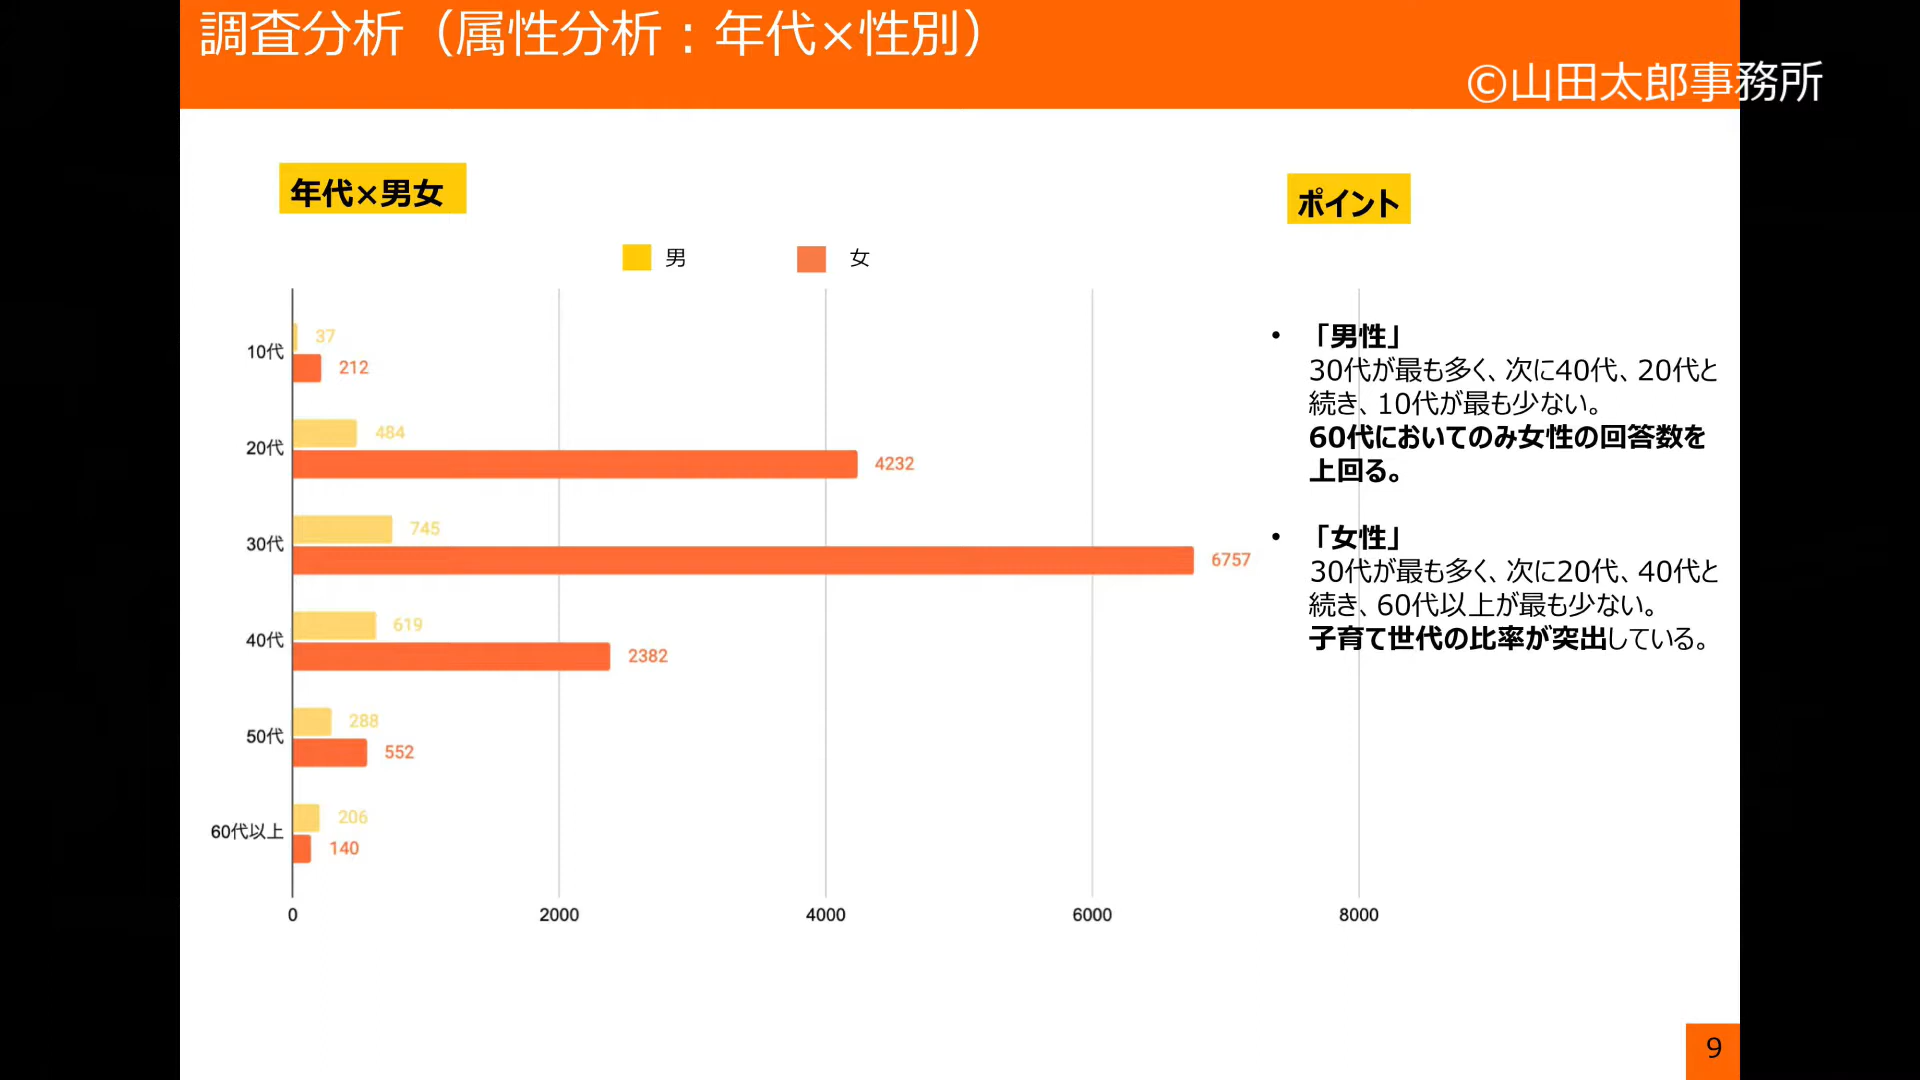 調査分析（属性分析：年代×性別）
©山田太郎事務所
年代×男女
ポイント
男
女
10代
37
212
20代
484
4232
30代
745
6757
40代
619
2382
50代
288
552
60代以上
206
140
0
2000
4000
6000
8000
• 「男性」
30代が最も多く、次に40代、20代と
続き、10代が最も少ない。
60代においてのみ女性の回答数を
上回る。
• 「女性」
30代が最も多く、次に20代、40代と
続き、60代以上が最も少ない。
子育て世代の比率が突出している。
9